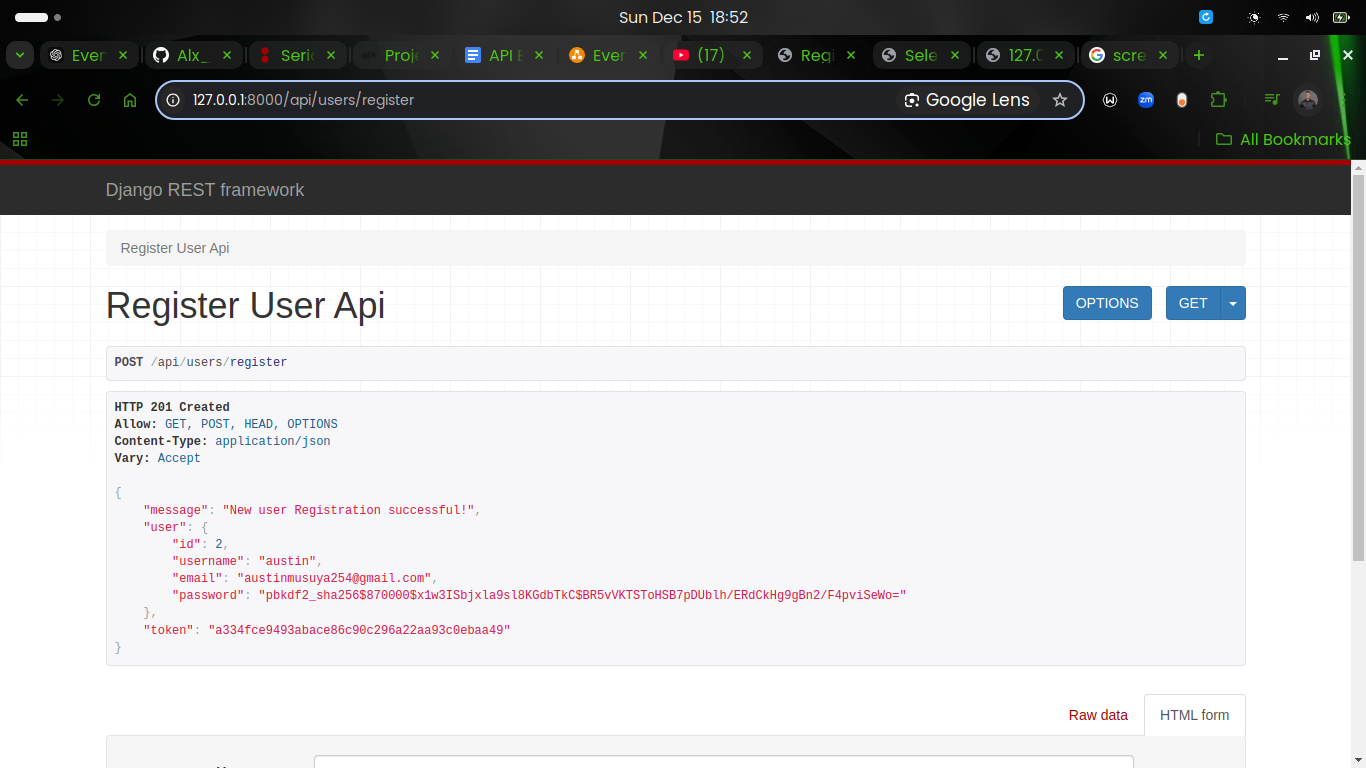 Sun Dec 15 18:52
Ever
Alx_
Seric
Proje
API E
Ever
(17)
Regi
Sele
127.0
scre
127.0.0.1:8000/api/users/register
Google Lens
zm
All Bookmarks
Django REST framework
Register User Api
Register User Api
OPTIONS
GET
POST /api/users/register
HTTP 201 Created
Allow: GET, POST, HEAD, OPTIONS
Content-Type: application/json
Vary: Accept
{
"message": "New user Registration successful!",
"user": {
"id": 2,
"username": "austin",
"email": "austinmusuya254@gmail.com",
"password": "pbkdf2_sha256$870000$x1w3ISbjxla9sl8KGdbTkC$BR5vVKTSToHSB7pDUblh/ERdCkHg9gBn2/F4pviSeWo="
},
"token": "a334fce9493abace86c90c296a22aa93c0ebaa49"
}
Raw data
HTML form